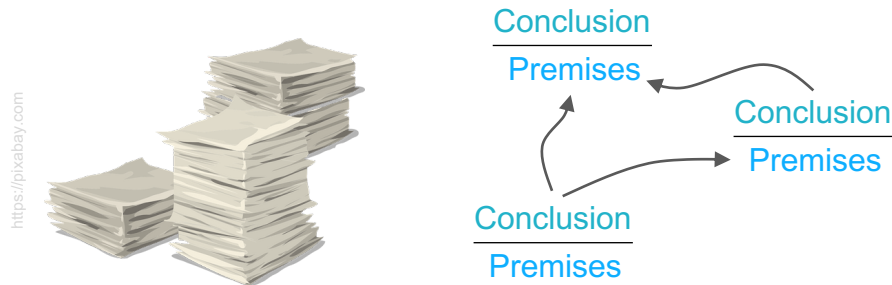 https://pixabay.com
Conclusion
Premises
Conclusion
Premises
Conclusion
Premises